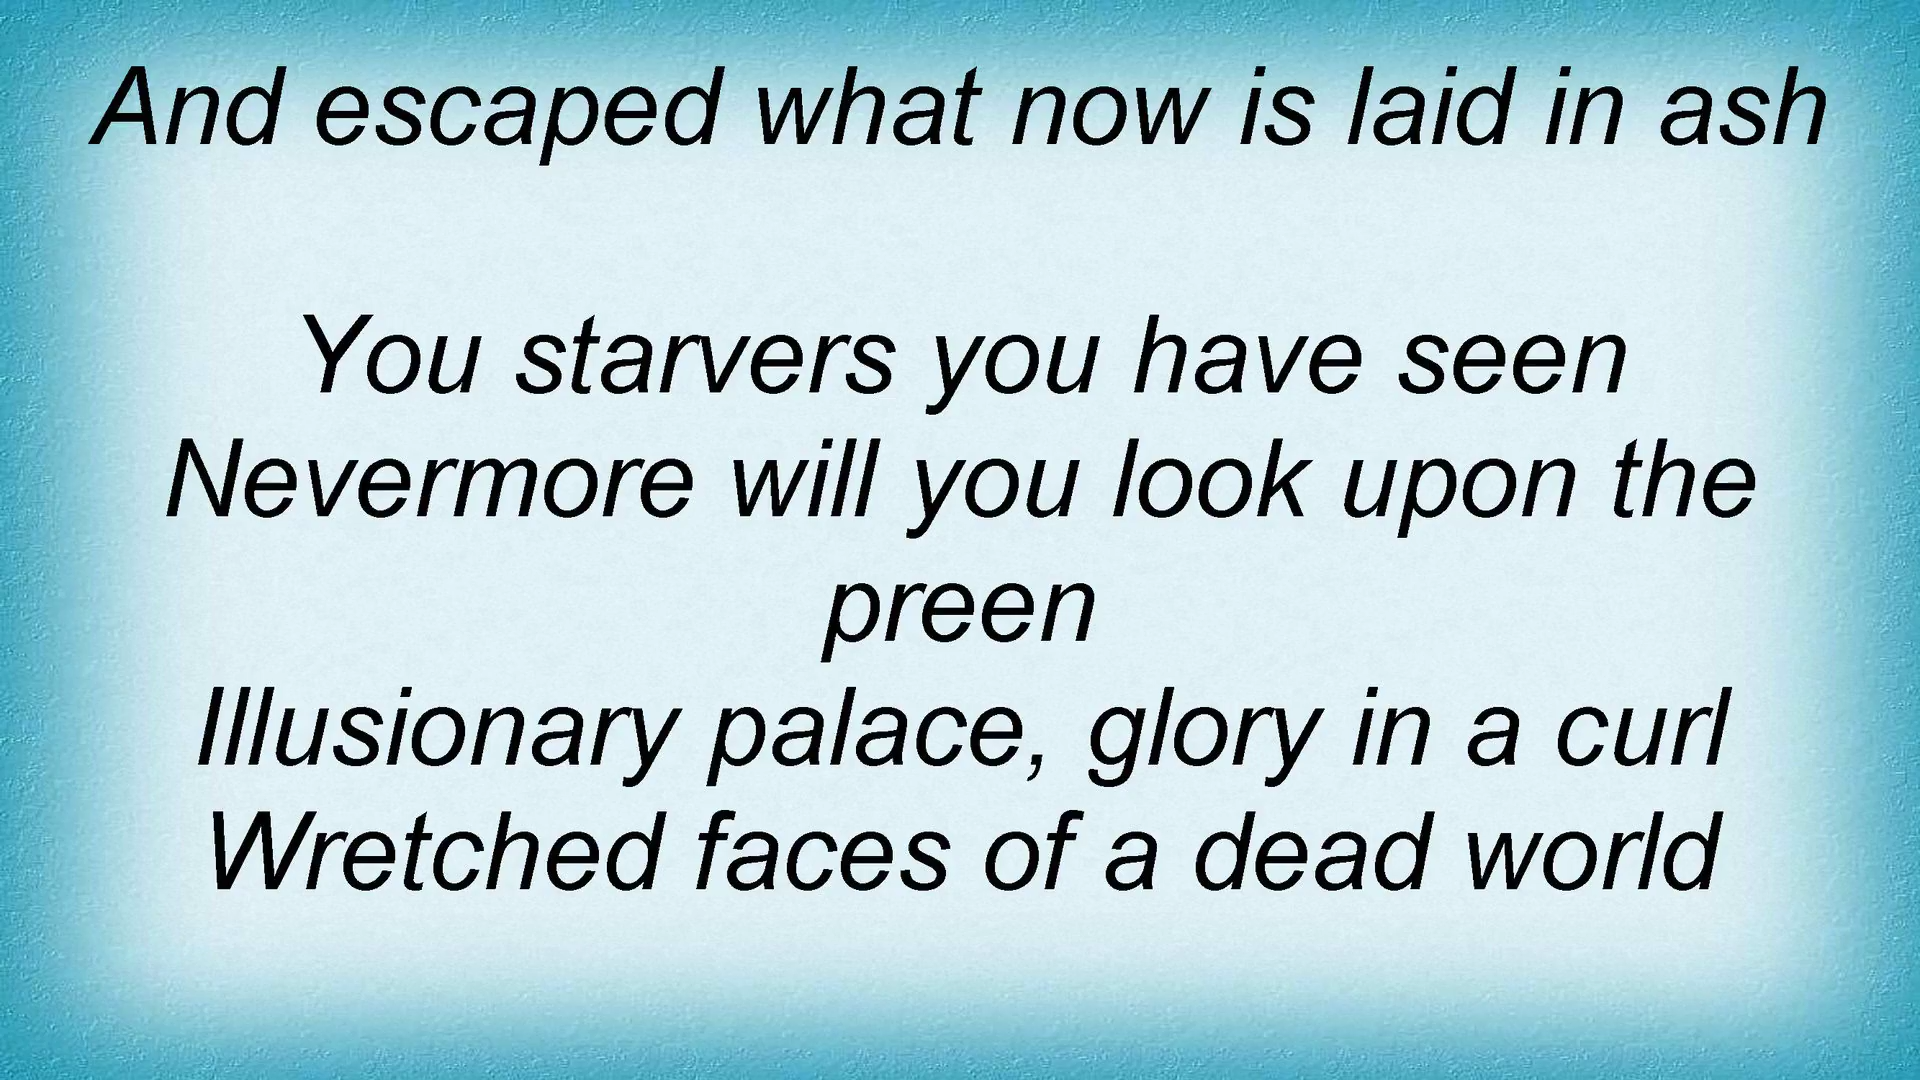 And escaped what now is laid in ash
You starvers you have seen
Nevermore will you look upon the
preen
Illusionary palace, glory in a curl
Wretched faces of a dead world